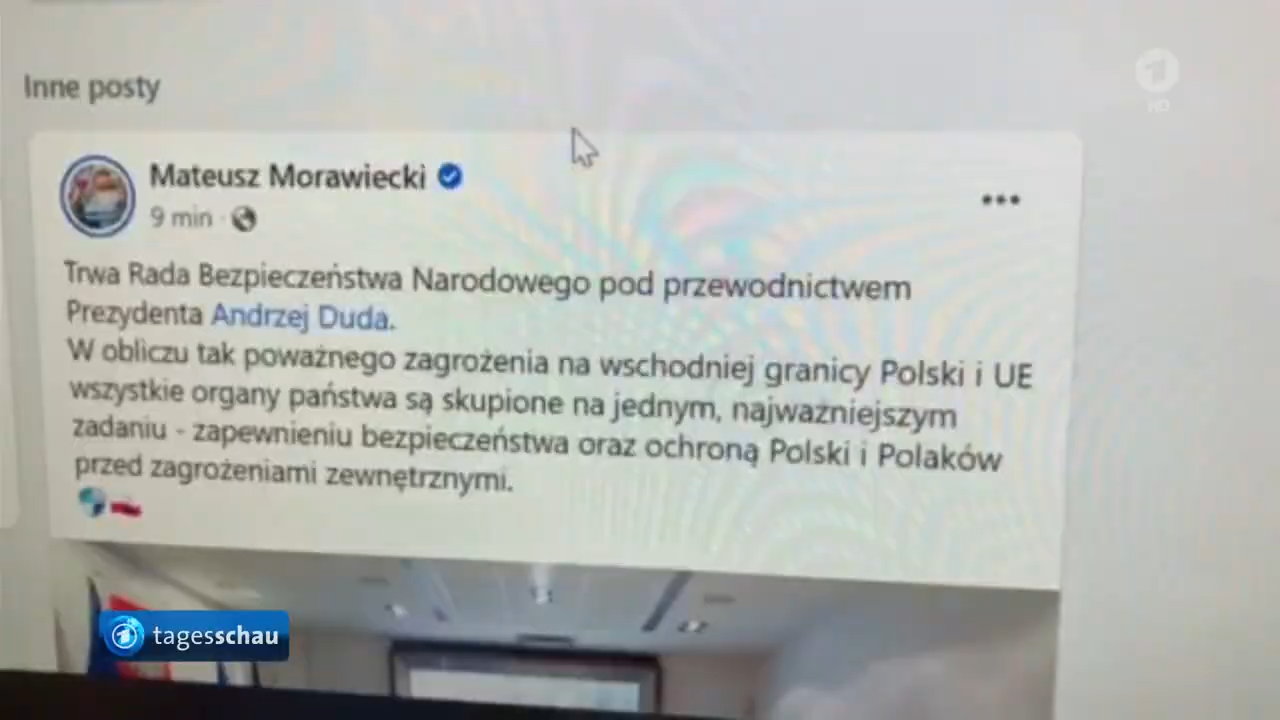 Inne posty
1
HD
Mateusz Morawiecki
9 min ·
Trwa Rada Bezpieczeństwa Narodowego pod przewodnictwem
Prezydenta Andrzej Duda.
W obliczu tak poważnego zagrożenia na wschodniej granicy Polski i UE
wszystkie organy państwa są skupione na jednym, najważniejszym
zadaniu - zapewnieniu bezpieczeństwa oraz ochroną Polski i Polaków
przed zagrożeniami zewnętrznymi.
tagesschau